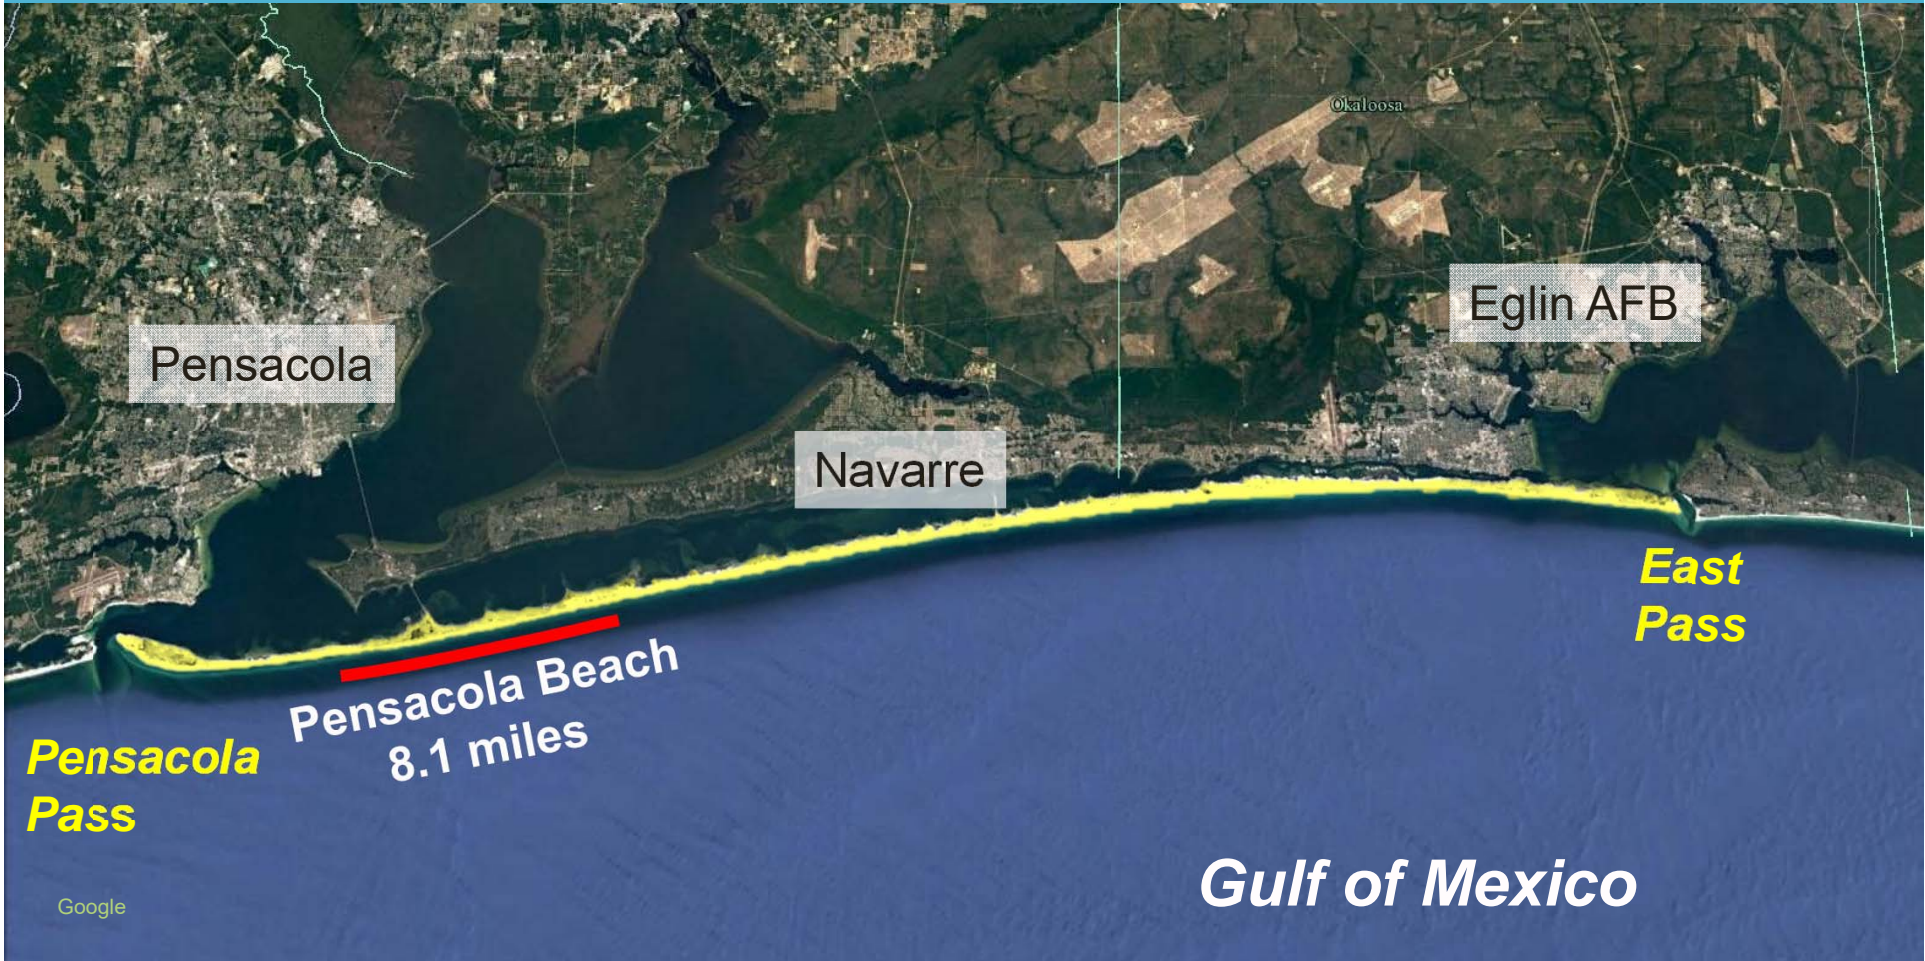 Okaloosa
Eglin AFB
Pensacola
Navarre
East
Pass
Pensacola Beach
8.1 miles
Pensacola
Pass
Gulf of Mexico
Google